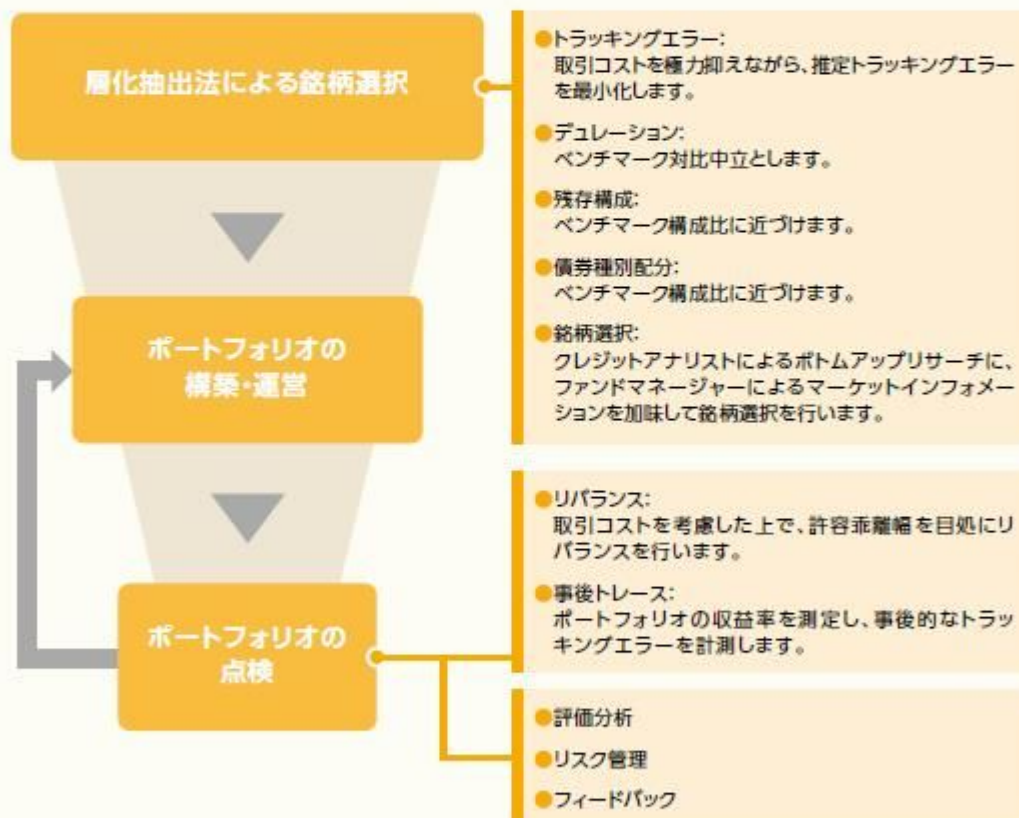 層化抽出法による銘柄選択
●トラッキングエラー:
取引コストを極力抑えながら、推定トラッキングエラー
を最小化します。
●デュレーション:
ベンチマーク対比中立とします。
●残存構成:
ベンチマーク構成比に近づけます。
●債券種別配分:
ベンチマーク構成比に近づけます。
●銘柄選択:
クレジットアナリストによるボトムアップリサーチに、
ファンドマネージャーによるマーケットインフォメー
ションを加味して銘柄選択を行います。
ポートフォリオの
構築・運営
●リバランス:
取引コストを考慮した上で、許容乖離幅を目処にリ
バランスを行います。
●事後トレース:
ポートフォリオの収益率を測定し、事後的なトラッ
キングエラーを計測します。
ポートフォリオの
点検
●評価分析
●リスク管理
●フィードバック